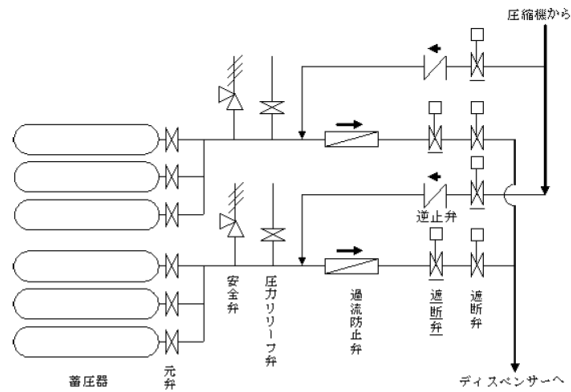 圧縮機から
逆止弁
安全弁
圧力リリーフ弁
過流防止弁
遮断弁
遮断弁
蓄圧器
元弁
ディスペンサーへ